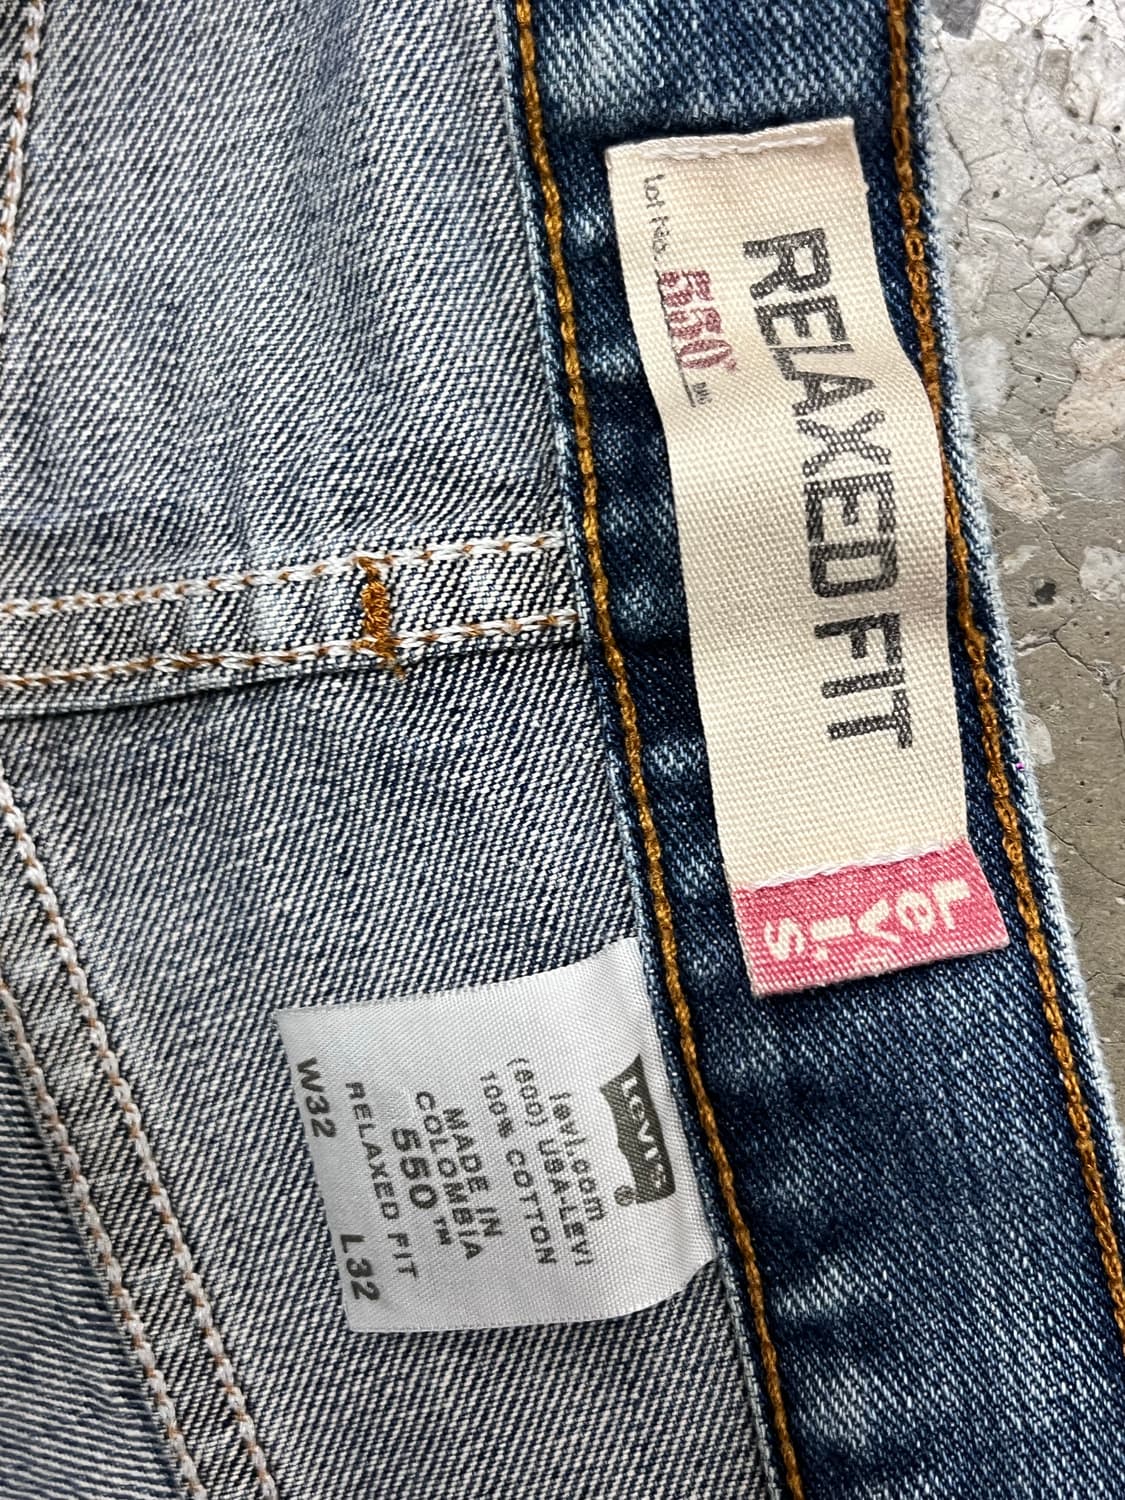 Lot No. 550™
RELAXED FIT
Levi's
LEVI'S®
levi.com
(800) USA-LEVI
100% COTTON
MADE IN
COLOMBIA
550™
RELAXED FIT
W32 L32